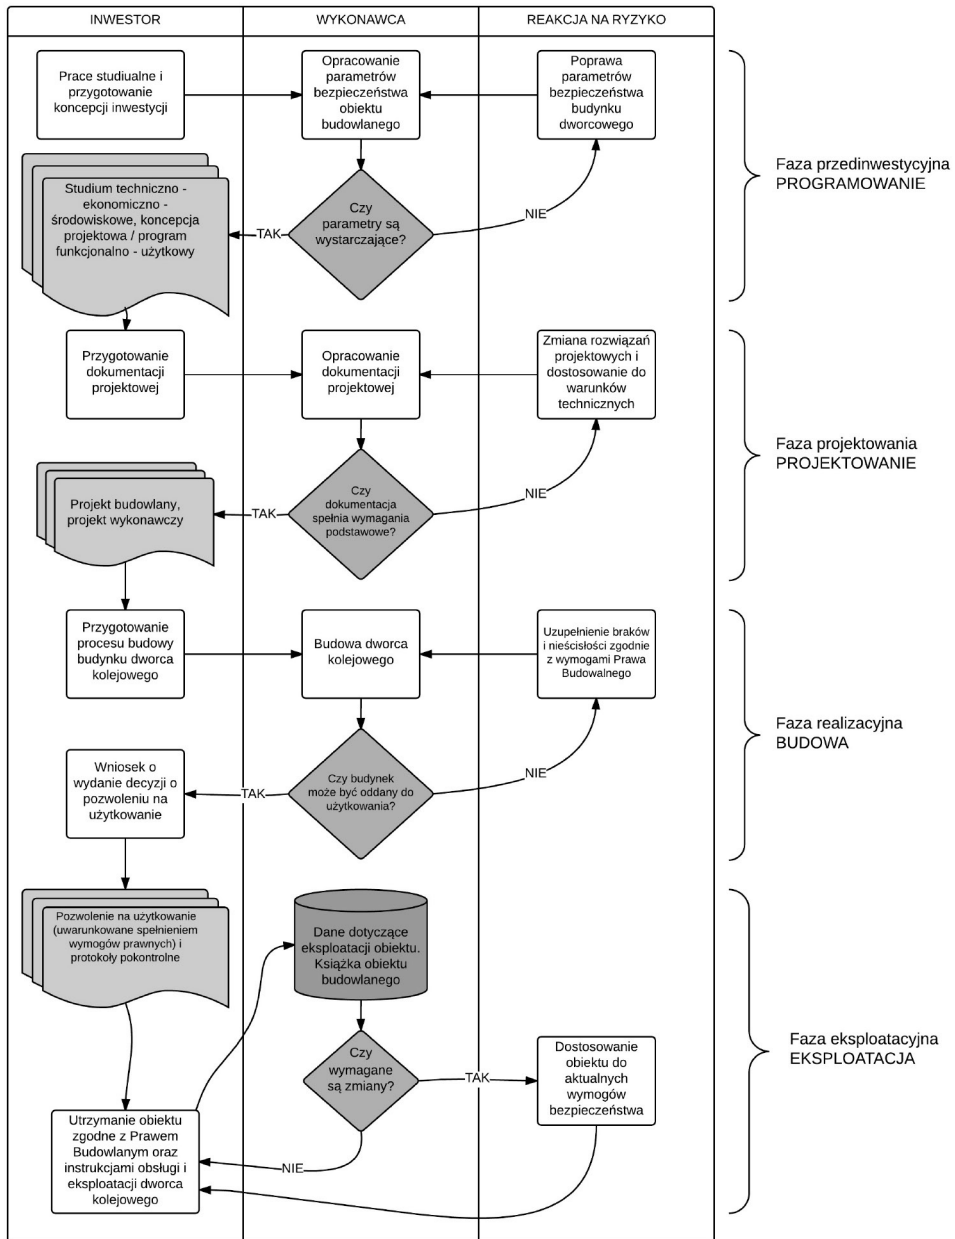 INWESTOR
WYKONAWCA
REAKCJA NA RYZYKO
Prace studialne i
przygotowanie
koncepcji inwestycji
Opracowanie
parametrów
bezpieczeństwa
obiektu
budowlanego
Poprawa
parametrów
bezpieczeństwa
budynku
dworcowego
Faza przedinwestycyjna
PROGRAMOWANIE
Studium techniczno -
ekonomiczno -
środowiskowe, koncepcja
projektowa / program
funkcjonalno - użytkowy
TAK
Czy
parametry są
wystarczające?
NIE
Przygotowanie
dokumentacji
projektowej
Opracowanie
dokumentacji
projektowej
Zmiana rozwiązań
projektowych i
dostosowanie do
warunków
technicznych
Faza projektowania
PROJEKTOWANIE
Projekt budowlany,
projekt wykonawczy
TAK
Czy
dokumentacja
spełnia wymagania
podstawowe?
NIE
Przygotowanie
procesu budowy
budynku dworca
kolejowego
Budowa dworca
kolejowego
Uzupełnienie braków
i nieścisłości zgodnie
z wymogami Prawa
Budowalnego
Faza realizacyjna
BUDOWA
Wniosek o
wydanie decyzji o
pozwoleniu na
użytkowanie
TAK
Czy budynek
może być oddany do
użytkowania?
NIE
Pozwolenie na użytkowanie
(uwarunkowane spełnieniem
wymogów prawnych) i
protokoły pokontrolne
Dane dotyczące
eksploatacji obiektu.
Książka obiektu
budowlanego
Czy
wymagane
są zmiany?
TAK
Dostosowanie
obiektu do
aktualnych
wymogów
bezpieczeństwa
Faza eksploatacyjna
EKSPLOATACJA
Utrzymanie obiektu
zgodne z Prawem
Budowlanym oraz
instrukcjami obsługi i
eksploatacji dworca
kolejowego
NIE